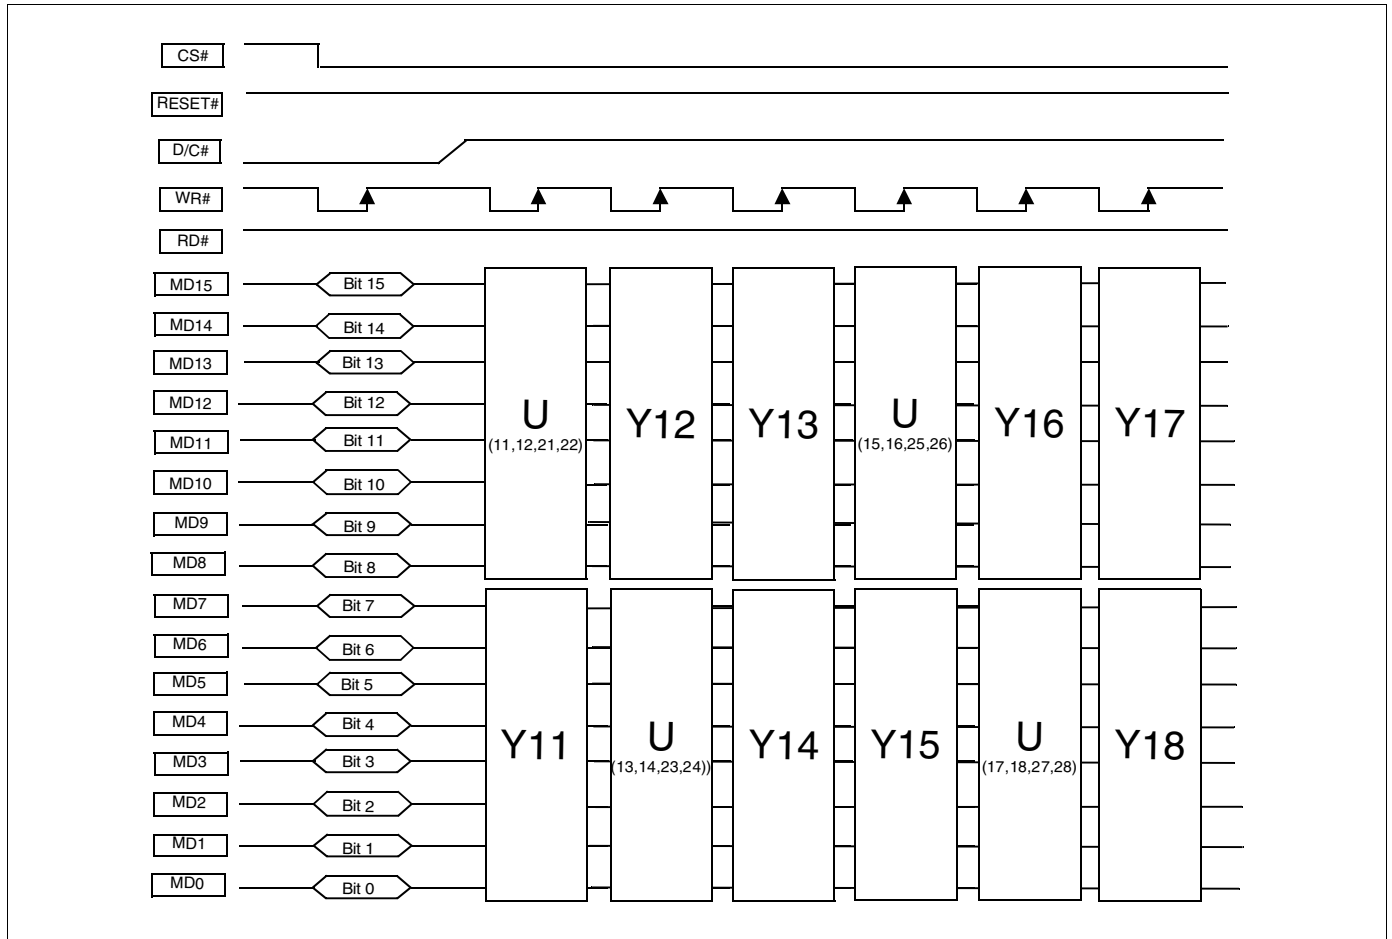 CS#
RESET#
D/C#
WR#
RD#
MD15 Bit 15
MD14 Bit 14
MD13 Bit 13
MD12 Bit 12
MD11 Bit 11
MD10 Bit 10
MD9 Bit 9
MD8 Bit 8
U Y12 Y13 U Y16 Y17
(11,12,21,22) (15,16,25,26)
MD7 Bit 7
MD6 Bit 6
MD5 Bit 5
MD4 Bit 4
MD3 Bit 3
MD2 Bit 2
MD1 Bit 1
MD0 Bit 0
Y11 U Y14 Y15 U Y18
(13,14,23,24)) (17,18,27,28)